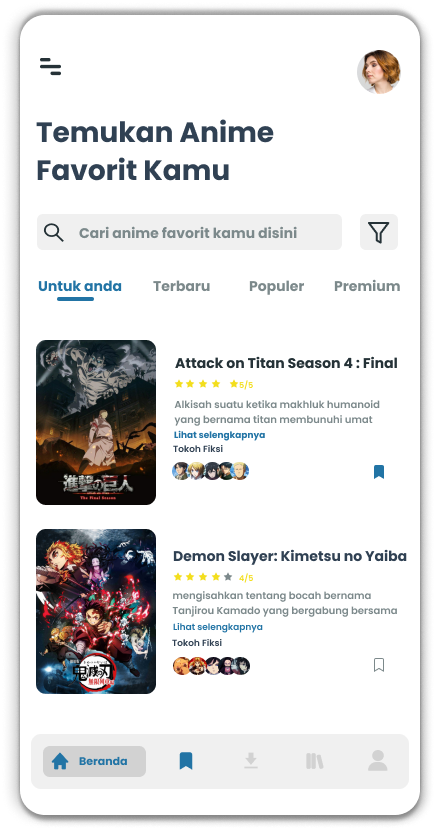 Temukan Anime
Favorit Kamu
Cari anime favorit kamu disini
Untuk anda
Terbaru
Populer
Premium
Attack on Titan Season 4 : Final
5/5
Alkisah suatu ketika makhluk humanoid
yang bernama titan membunuhi umat
Lihat selengkapnya
Tokoh Fiksi
進撃の巨人
The Final Season
Demon Slayer: Kimetsu no Yaiba
4/5
mengisahkan tentang bocah bernama
Tanjirou Kamado yang bergabung bersama
Lihat selengkapnya
Tokoh Fiksi
鬼滅の刃
Beranda